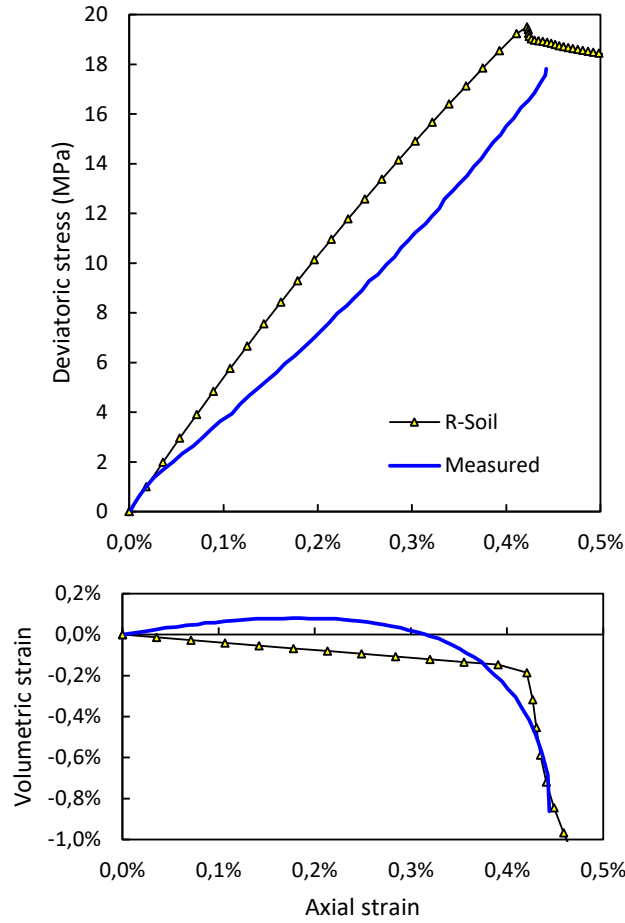 20
18
16
14
12
10
8
6
4
2
0
Deviatoric stress (MPa)
R-Soil
Measured
0,0% 0,1% 0,2% 0,3% 0,4% 0,5%
0,2%
0,0%
-0,2%
-0,4%
-0,6%
-0,8%
-1,0%
Volumetric strain
0,0% 0,1% 0,2% 0,3% 0,4% 0,5%
Axial strain